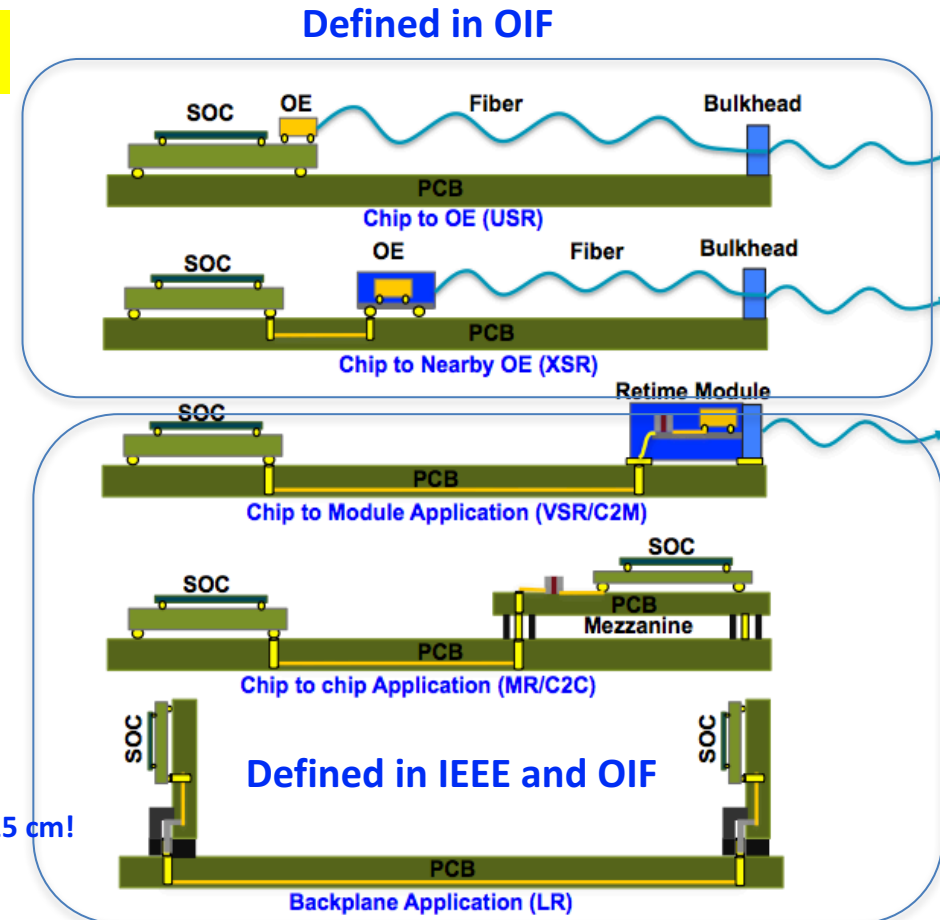 Defined in OIF
SOC OE Fiber Bulkhead
PCB
Chip to OE (USR)
SOC OE Fiber Bulkhead
PCB
Chip to Nearby OE (XSR)
SOC Retime Module
PCB
Chip to Module Application (VSR/C2M)
SOC SOC
PCB
Mezzanine
PCB
Chip to chip Application (MR/C2C)
SOC SOC
Defined in IEEE and OIF
5 cm!
PCB
Backplane Application (LR)